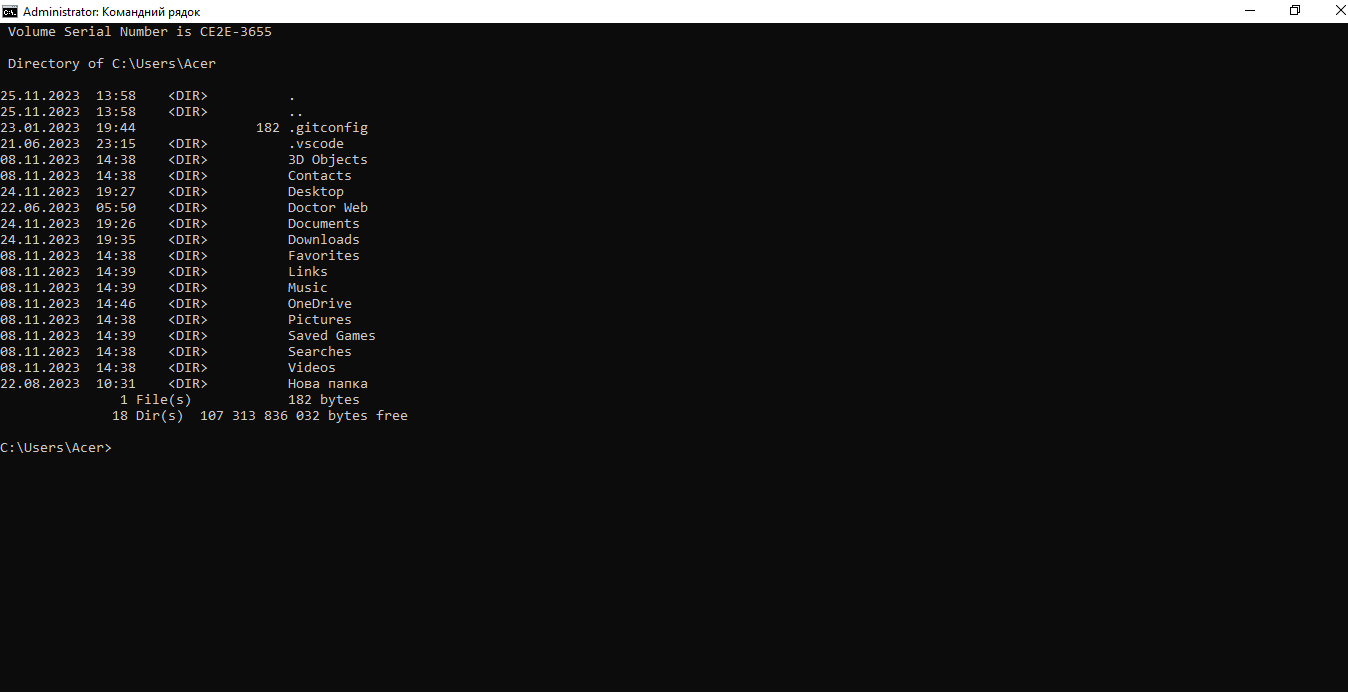 Administrator: Командний рядок
Volume Serial Number is CE2E-3655
Directory of C:\Users\Acer
25.11.2023  13:58    <DIR>          .
25.11.2023  13:58    <DIR>          ..
23.01.2023  19:44               182 .gitconfig
21.06.2023  23:15    <DIR>          .vscode
08.11.2023  14:38    <DIR>          3D Objects
08.11.2023  14:38    <DIR>          Contacts
24.11.2023  19:27    <DIR>          Desktop
22.06.2023  05:50    <DIR>          Doctor Web
24.11.2023  19:26    <DIR>          Documents
24.11.2023  19:35    <DIR>          Downloads
08.11.2023  14:38    <DIR>          Favorites
08.11.2023  14:39    <DIR>          Links
08.11.2023  14:39    <DIR>          Music
08.11.2023  14:46    <DIR>          OneDrive
08.11.2023  14:38    <DIR>          Pictures
08.11.2023  14:39    <DIR>          Saved Games
08.11.2023  14:38    <DIR>          Searches
08.11.2023  14:38    <DIR>          Videos
22.08.2023  10:31    <DIR>          Нова папка
1 File(s)            182 bytes
18 Dir(s)  107 313 836 032 bytes free
C:\Users\Acer>